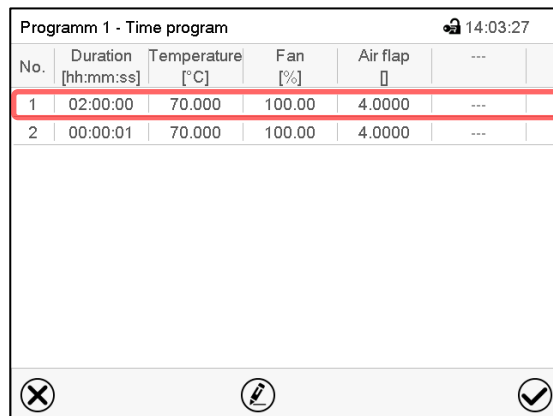 Programm 1 - Time program 14:03:27
No. Duration [hh:mm:ss] Temperature [°C] Fan [%] Air flap [] ---
1 02:00:00 70.000 100.00 4.0000 ---
2 00:00:01 70.000 100.00 4.0000 ---